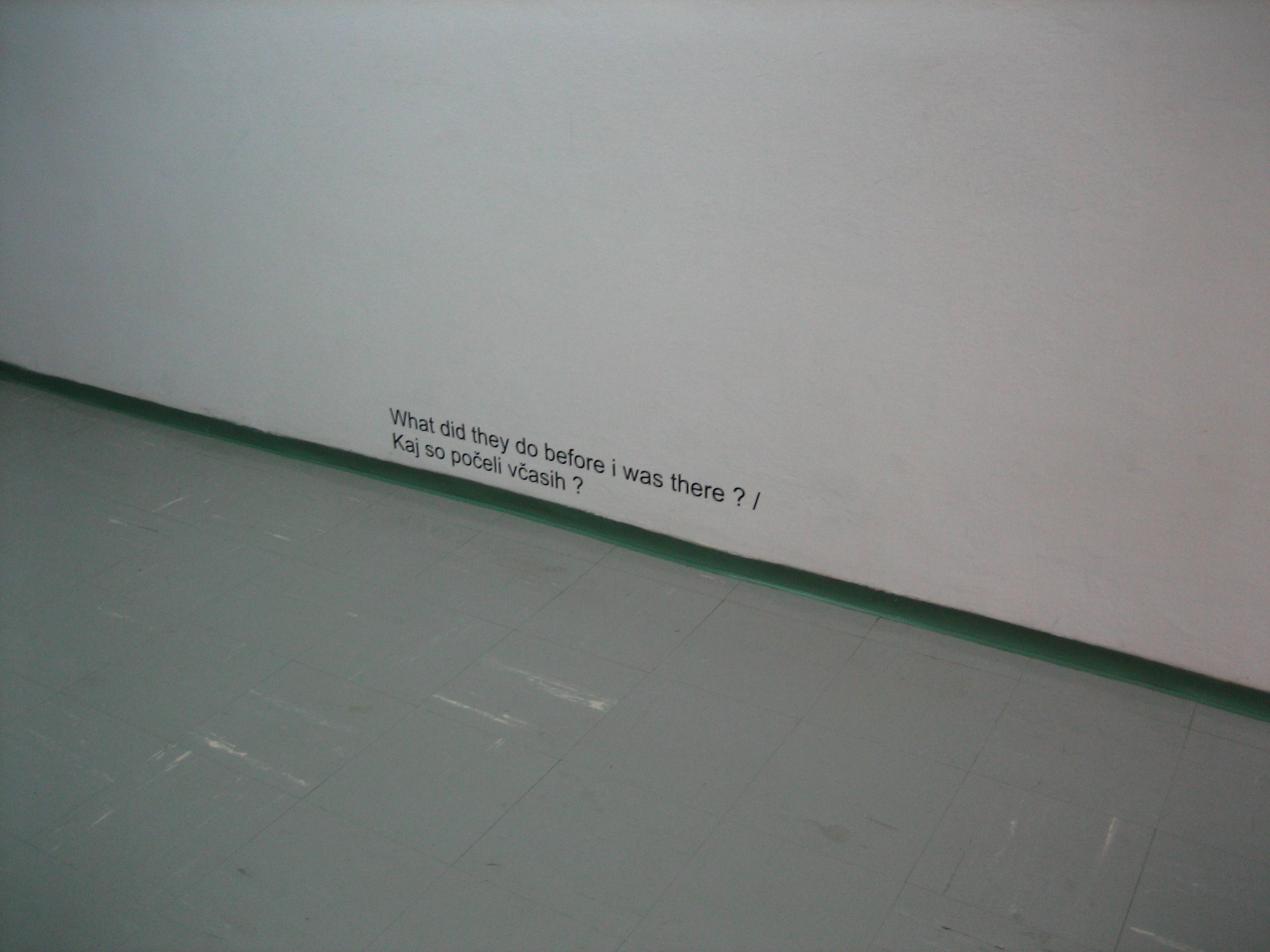 What did they do before i was there ? /
Kaj so počeli včasih ?